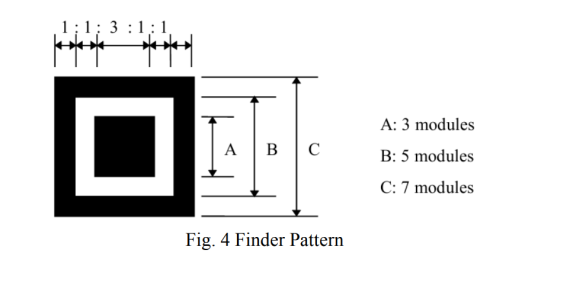 1 : 1 : 3 : 1 : 1
A B C
A: 3 modules
B: 5 modules
C: 7 modules
Fig. 4 Finder Pattern